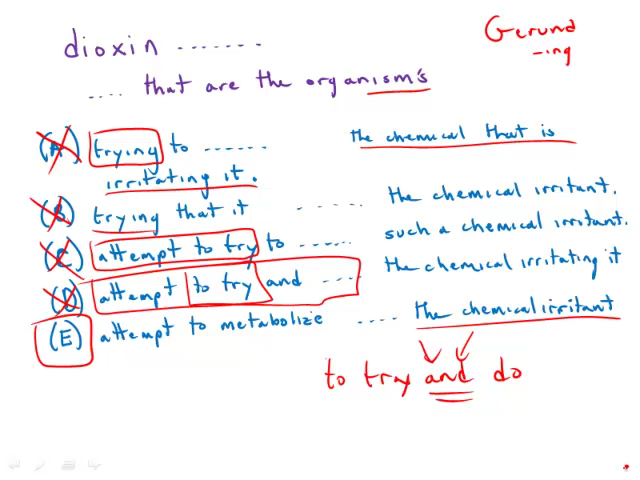 Gerund
-ing
dioxin .......
.... that are the organism's
(A) trying to ...... the chemical that is
irritating it.
(B) trying that it .... the chemical irritant.
(C) attempt to try to ..... such a chemical irritant.
(D) attempt to try and ... the chemical irritating it
(E) attempt to metabolize .... the chemical irritant
to tray and do